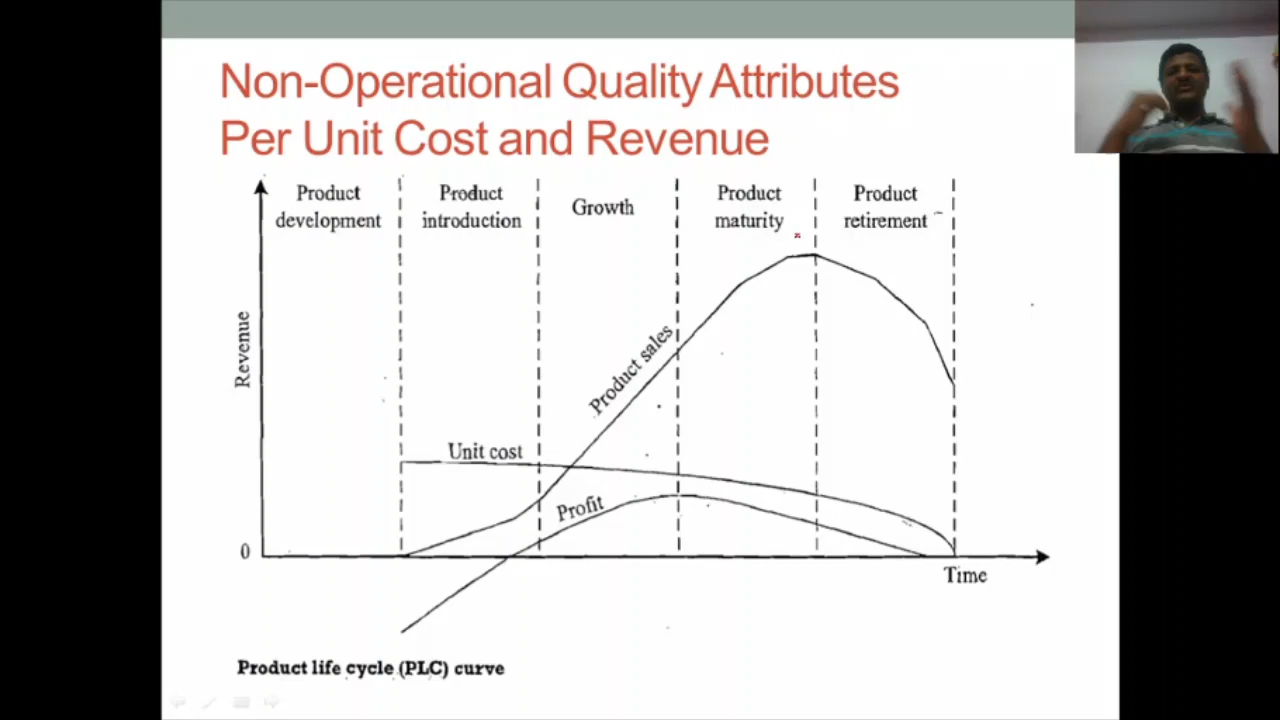 Non-Operational Quality Attributes
Per Unit Cost and Revenue
Product
development
Product
introduction
Growth
Product
maturity
Product
retirement
Revenue
Product sales
Unit cost
Profit
0
Time
Product life cycle (PLC) curve